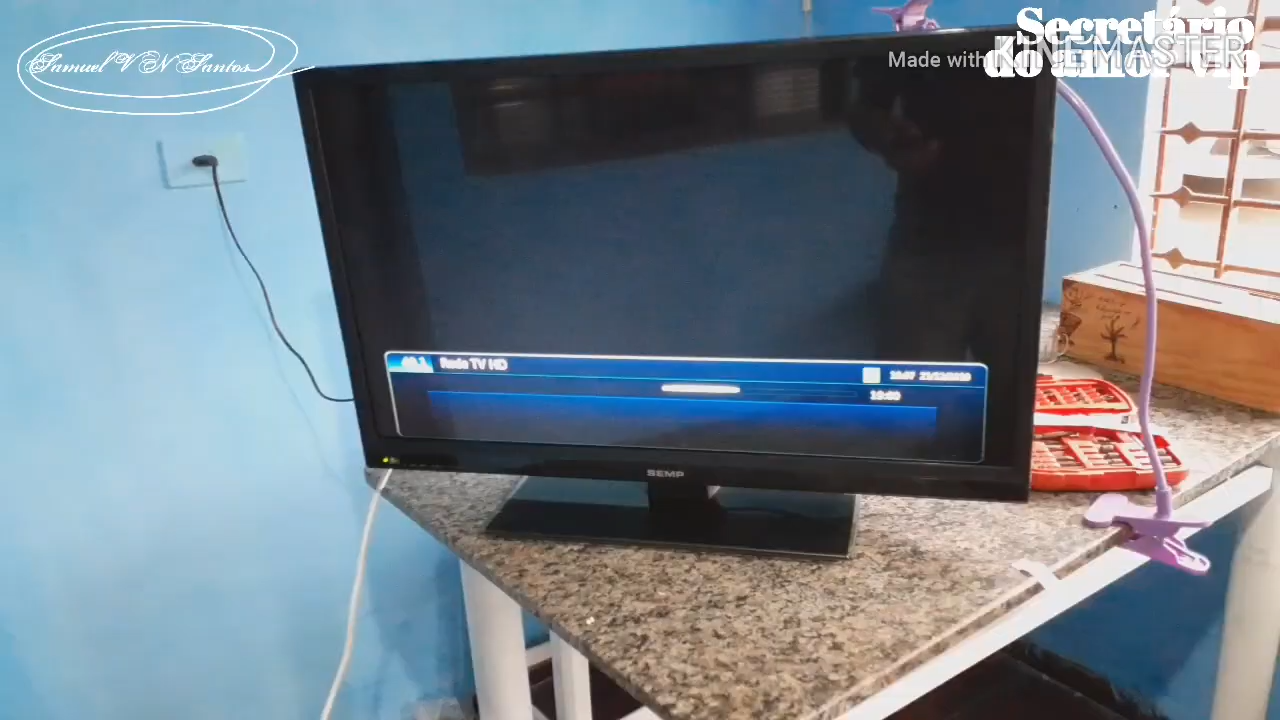 Samuel V N Santos
Secretário
do amor vip
Made with KINEMASTER
Rede TV HD
SEMP